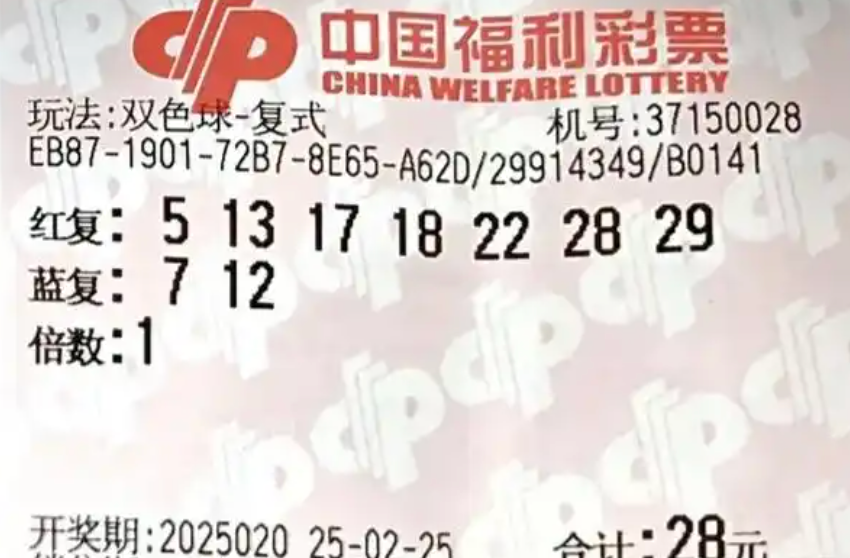 中国福利彩票
CHINA WELFARE LOTTERY
玩法:双色球-复式 机号:37150028
EB87-1901-72B7-8E65-A62D/29914349/B0141
红复: 5 13 17 18 22 28 29
蓝复: 7 12
倍数:1
开奖期:2025020 25-02-25 合计:28元